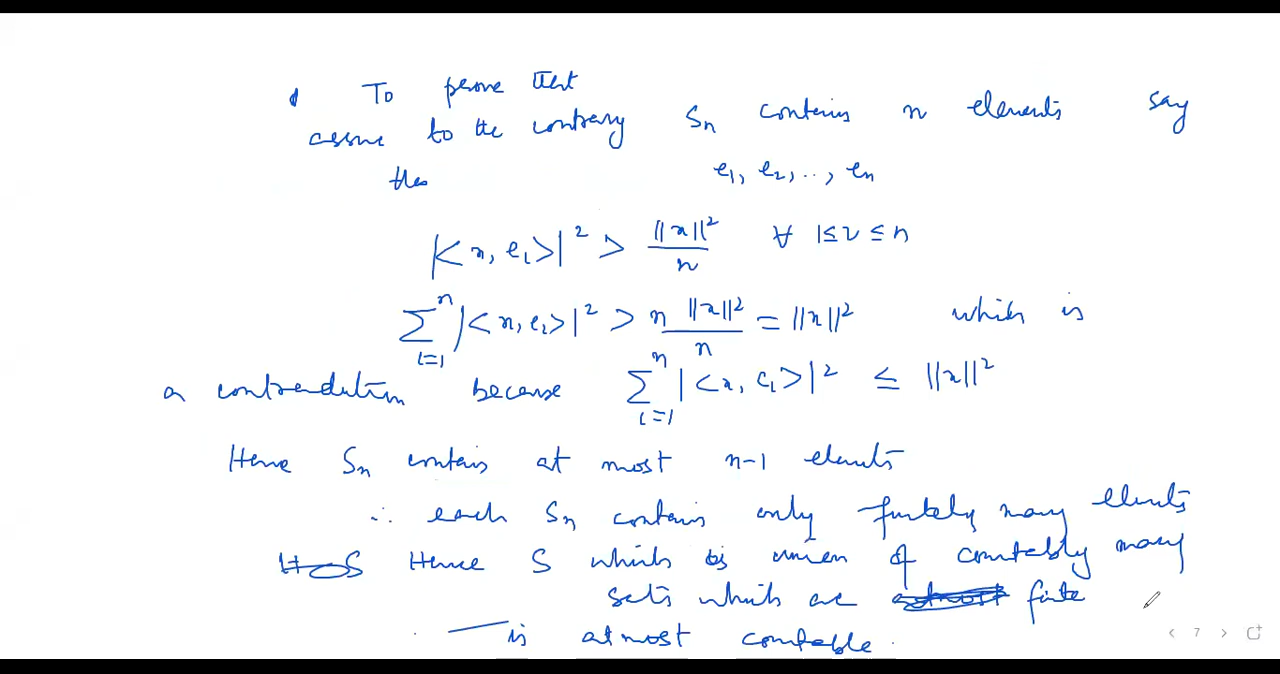 To prove that
assume to the contrary Sn contains n elements say
then e1, e2, .., en
|<x, ei>|² > ||x||²/n ∀ 1≤i≤n
∑_{i=1}^{n} |<x, ei>|² > n ||x||²/n = ||x||² which is
a contradiction because ∑_{i=1}^{n} |<x, ei>|² ≤ ||x||²
Hence Sn contains at most n-1 elements
∴ each Sn contains only finitely many elements
Hence S which is union of countably many
sets which are finite
is atmost countable.
7